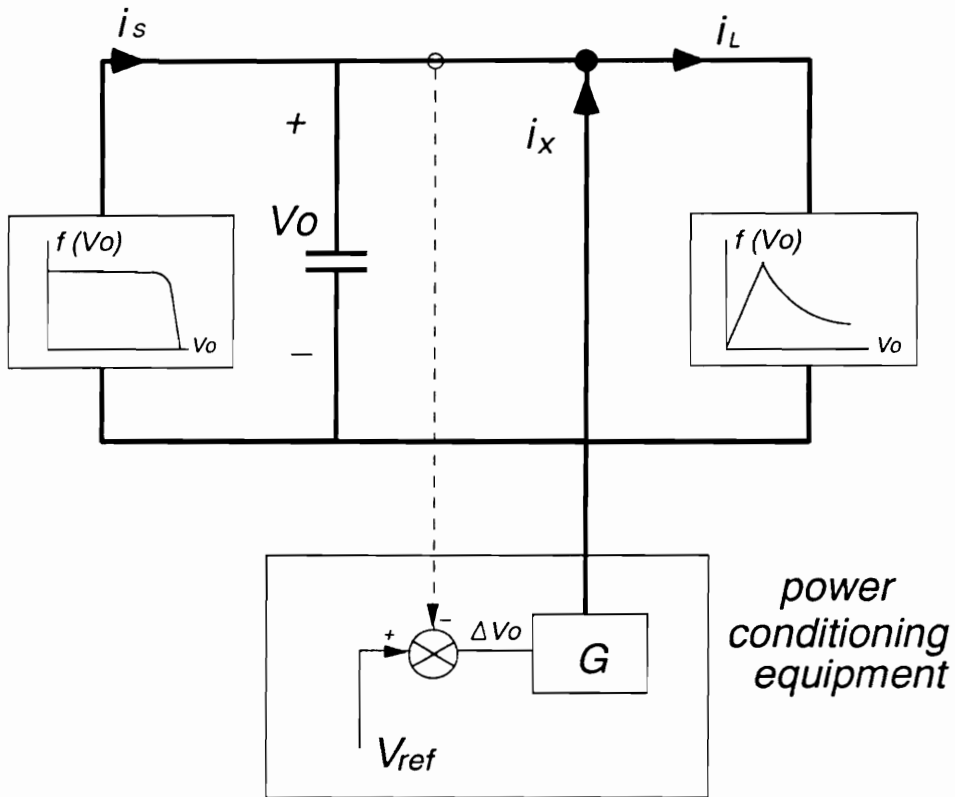 iS
iL
+
iX
Vo
f (Vo)
Vo
f (Vo)
Vo
−
−
+
ΔVo
G
Vref
power
conditioning
equipment